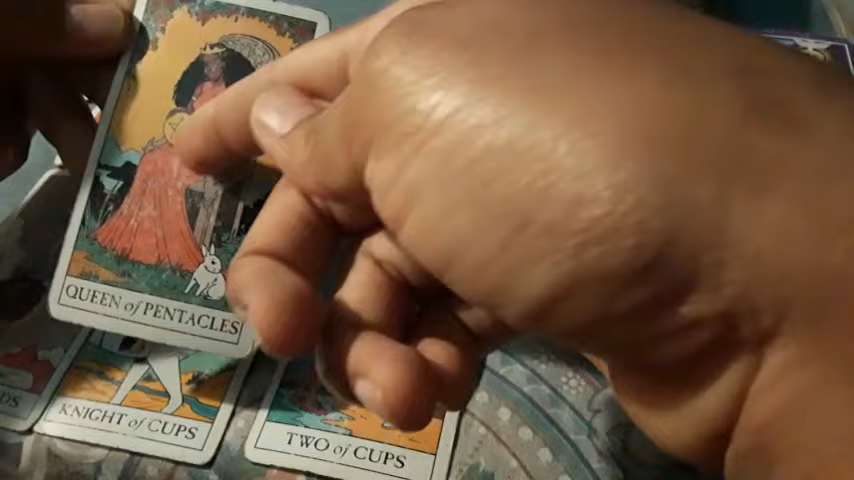 QUEEN of PENTACLES
KNIGHT of CUPS
TWO of CUPS